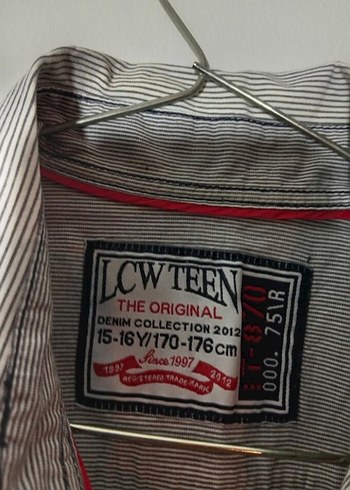 LCW TEEN
THE ORIGINAL
DENIM COLLECTION 2012
15-16Y/170-176cm
Since 1997
1997 2012
REGISTERED TRADE MARK
000. 751R